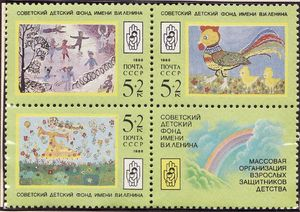 СОВЕТСКИЙ ДЕТСКИЙ ФОНД ИМЕНИ В.И.ЛЕНИНА
1988
ПОЧТА
СССР
5+2
К
СОВЕТСКИЙ ДЕТСКИЙ ФОНД ИМЕНИ В.И.ЛЕНИНА
1988
ПОЧТА
СССР
5+2
К
5+2
К
ПОЧТА
СССР
1988
СОВЕТСКИЙ ДЕТСКИЙ ФОНД ИМЕНИ В.И.ЛЕНИНА
СОВЕТСКИЙ
ДЕТСКИЙ
ФОНД
ИМЕНИ
В.И.ЛЕНИНА
МАССОВАЯ
ОРГАНИЗАЦИЯ
ВЗРОСЛЫХ
ЗАЩИТНИКОВ
ДЕТСТВА